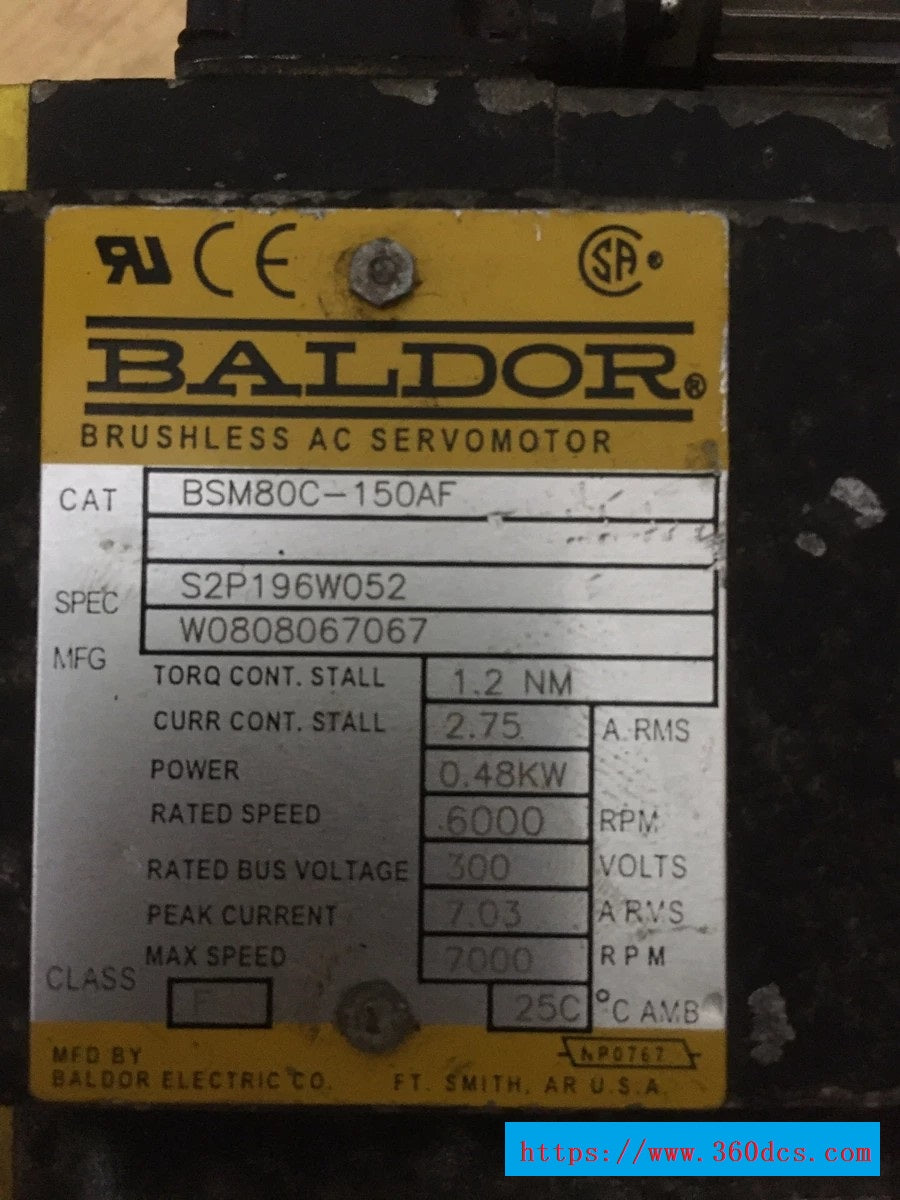 RU CE SA ®
BALDOR®
BRUSHLESS AC SERVOMOTOR
CAT BSM80C-150AF
SPEC S2P196W052
MFG W0808067067
TORQ CONT. STALL 1.2 NM
CURR CONT. STALL 2.75 A. RMS
POWER 0.48KW
RATED SPEED 6000 RPM
RATED BUS VOLTAGE 300 VOLTS
PEAK CURRENT 7.03 A RMS
MAX SPEED 7000 RPM
CLASS F 25C °C AMB
MFD BY NP0767
BALDOR ELECTRIC CO. FT. SMITH, AR U.S.A.
https://www.360dcs.com